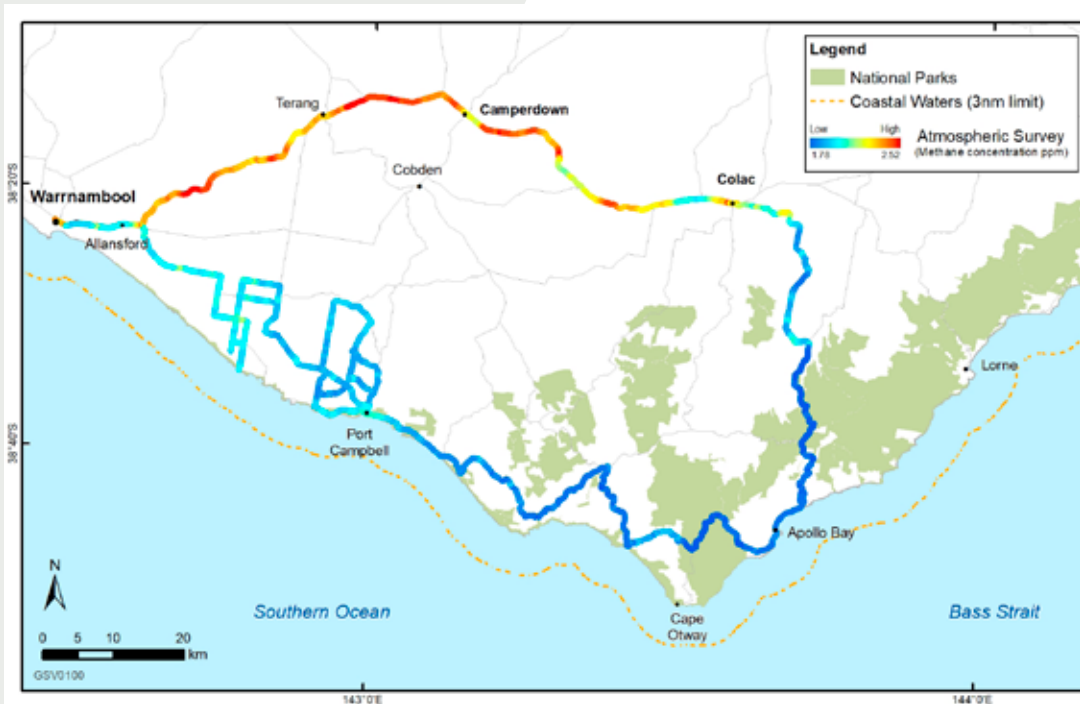 Legend
National Parks
Coastal Waters (3nm limit)
Low High
1.78 2.52
Atmospheric Survey
(Methane concentration ppm)
Terang
Camperdown
Cobden
38°20'S
Warrnambool
Colac
Allansford
Lorne
38°40'S
Port
Campbell
Apollo Bay
N
Southern Ocean
Bass Strait
Cape
Otway
0 5 10 20
km
GSV0100
143°0'E
144°0'E